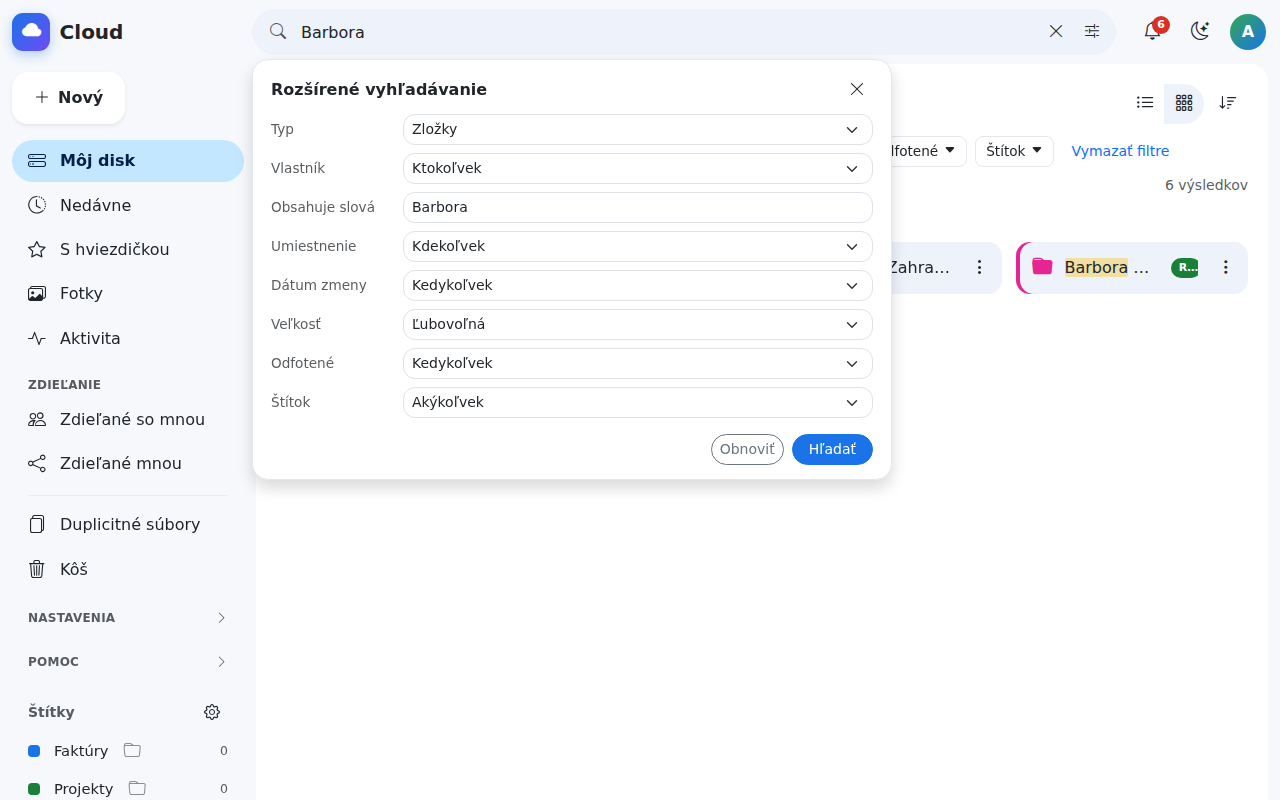 Cloud
Barbora
6
A
Nový
Rozšírené vyhľadávanie
Typ
Zložky
Vlastník
Ktokoľvek
Obsahuje slová
Barbora
Umiestnenie
Kdekoľvek
Dátum zmeny
Kedykoľvek
Veľkosť
Ľubovoľná
Odfotené
Kedykoľvek
Štítok
Akýkoľvek
Obnoviť
Hľadať
Môj disk
Nedávne
S hviezdičkou
Fotky
Aktivita
ZDIEĽANIE
Zdieľané so mnou
Zdieľané mnou
Duplicitné súbory
Kôš
NASTAVENIA
POMOC
Štítky
Faktúry
0
Projekty
0
dfotené
Štítok
Vymazať filtre
6 výsledkov
Zahra...
Barbora ...
R...